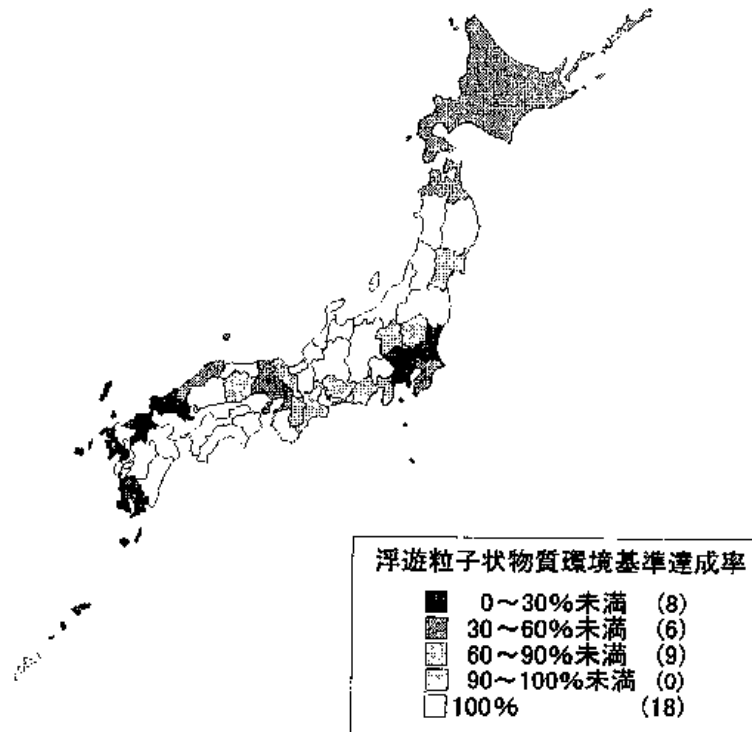 浮遊粒子状物質環境基準達成率
0～30%未満 (8)
30～60%未満 (6)
60～90%未満 (9)
90～100%未満 (0)
100% (18)